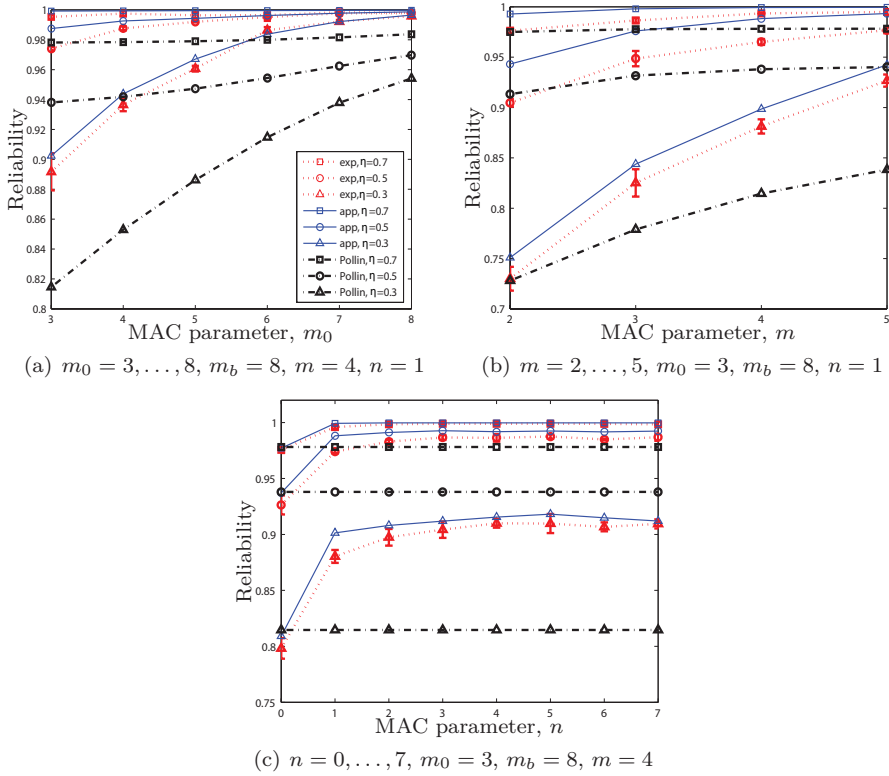 Reliability
1
0.98
0.96
0.94
0.92
0.9
0.88
0.86
0.84
0.82
0.8
3 4 5 6 7 8
MAC parameter, m₀
exp,η=0.7
exp,η=0.5
exp,η=0.3
app, η=0.7
app, η=0.5
app, η=0.3
Pollin, η=0.7
Pollin, η=0.5
Pollin, η=0.3
(a) m₀ = 3, . . . , 8, m_b = 8, m = 4, n = 1
Reliability
1
0.95
0.9
0.85
0.8
0.75
0.7
2 3 4 5
MAC parameter, m
(b) m = 2, . . . , 5, m₀ = 3, m_b = 8, n = 1
Reliability
1
0.95
0.9
0.85
0.8
0.75
0 1 2 3 4 5 6 7
MAC parameter, n
(c) n = 0, . . . , 7, m₀ = 3, m_b = 8, m = 4